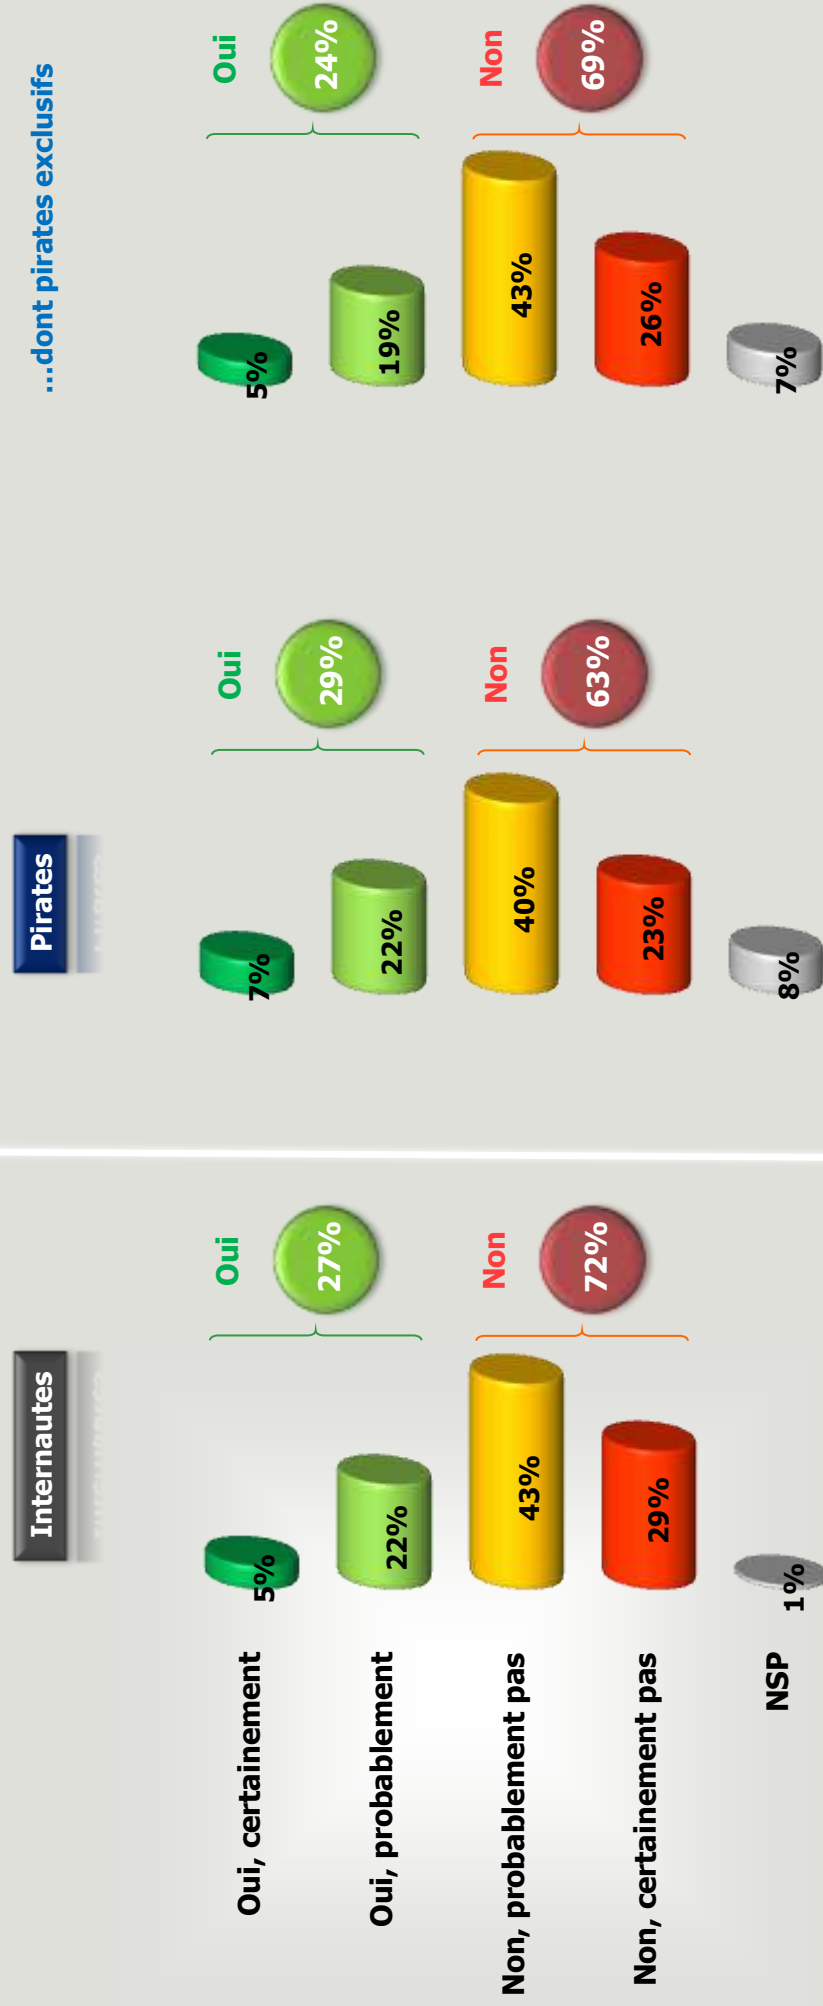 Internautes
Pirates
...dont pirates exclusifs
Oui, certainement
5%
7%
5%
Oui, probablement
22%
22%
19%
Oui
27%
Oui
29%
Oui
24%
Non, probablement pas
43%
40%
43%
Non, certainement pas
29%
23%
26%
Non
72%
Non
63%
Non
69%
NSP
1%
8%
7%